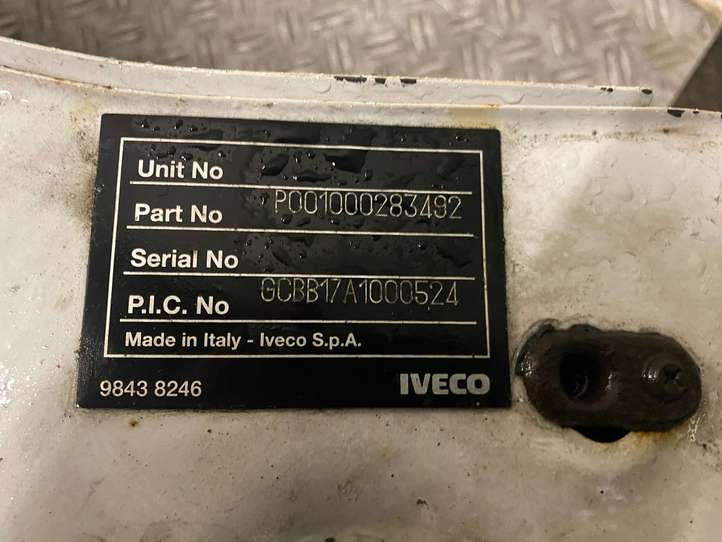 Unit No
Part No P001000283492
Serial No
P.I.C. No GCBB17A1000524
Made in Italy - Iveco S.p.A.
9843 8246 IVECO